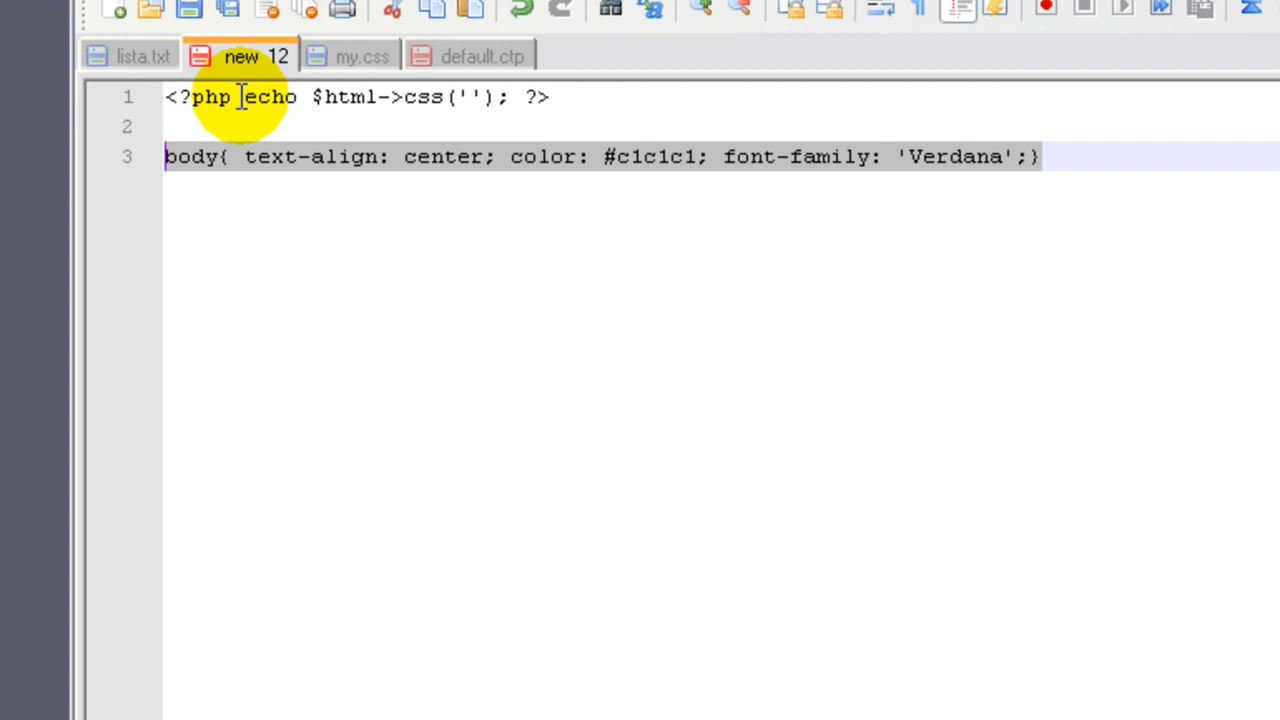 lista.txt new 12 my.css default.ctp
1 <?php echo $html->css(''); ?>
2
3 body{ text-align: center; color: #c1c1c1; font-family: 'Verdana';}